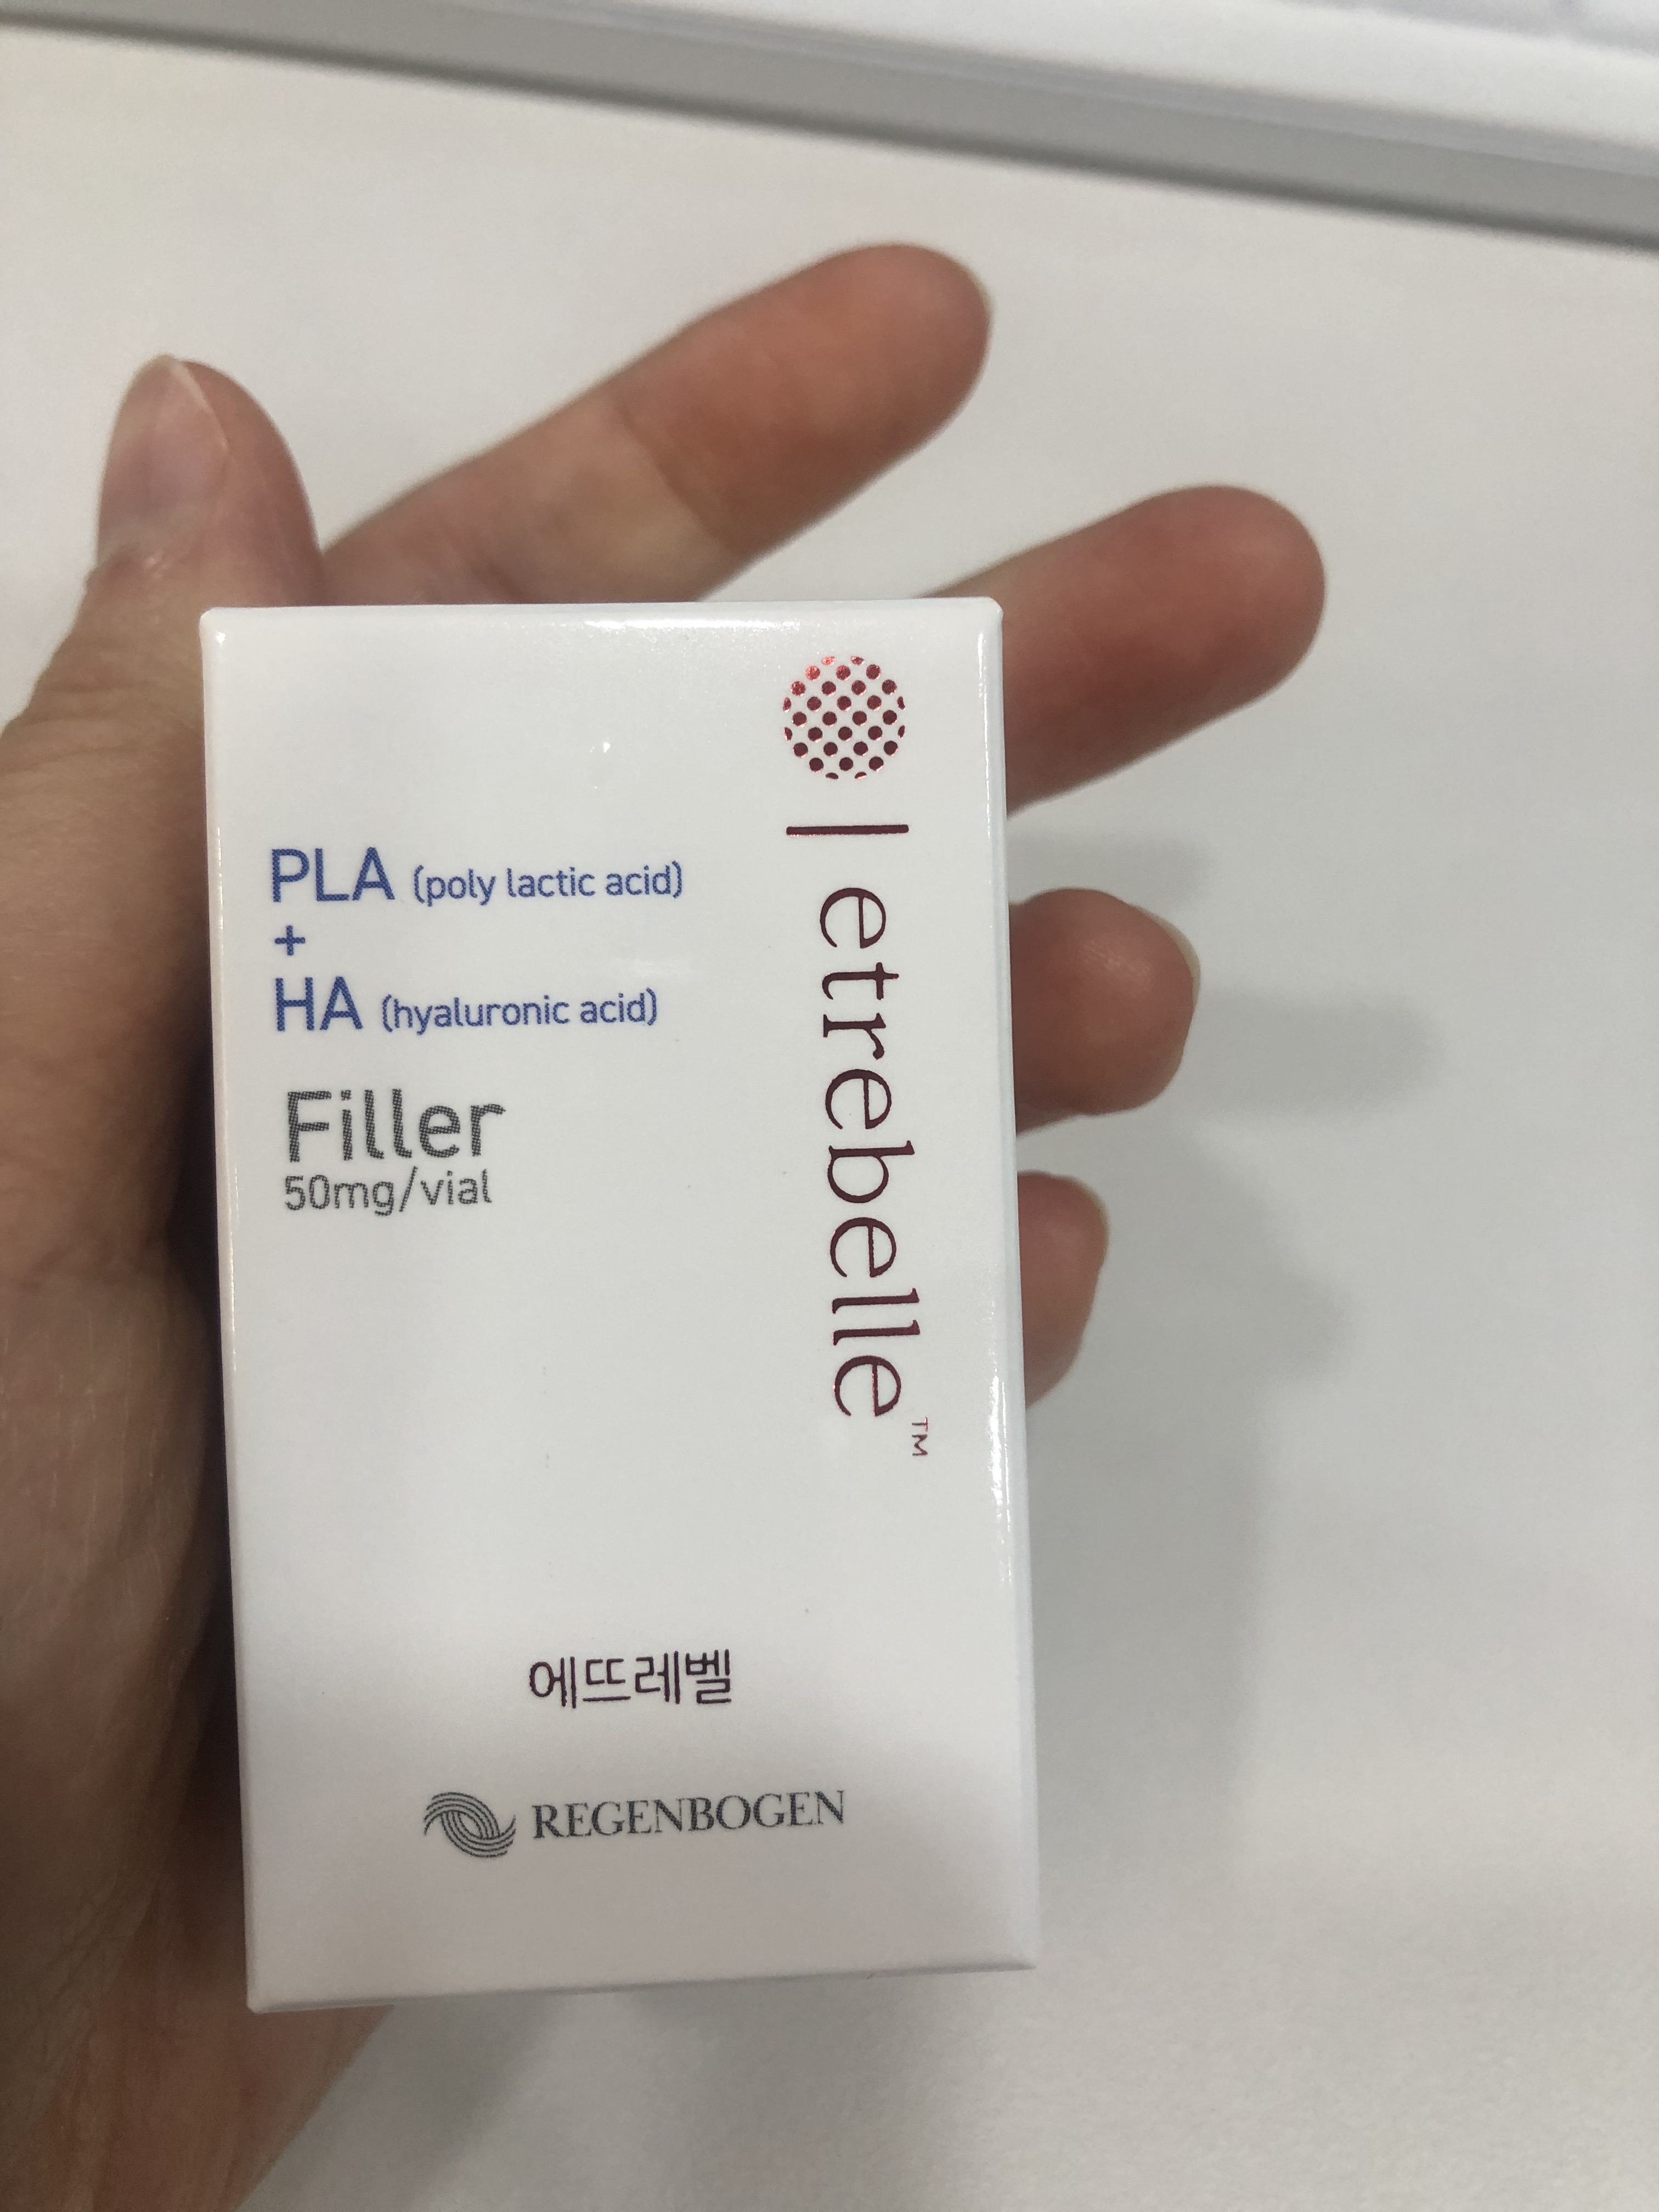 PLA (poly lactic acid)
+
HA (hyaluronic acid)
Filler
50mg/vial
etrebelle™
에뜨레벨
REGENBOGEN